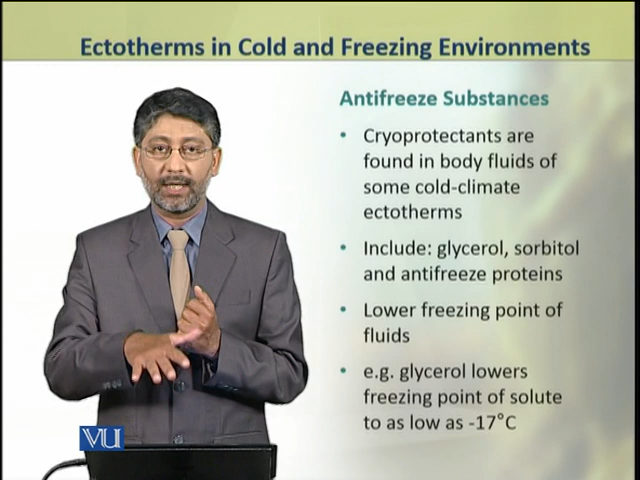 Ectotherms in Cold and Freezing Environments
Antifreeze Substances
• Cryoprotectants are
found in body fluids of
some cold-climate
ectotherms
• Include: glycerol, sorbitol
and antifreeze proteins
• Lower freezing point of
fluids
• e.g. glycerol lowers
freezing point of solute
to as low as -17°C
VU